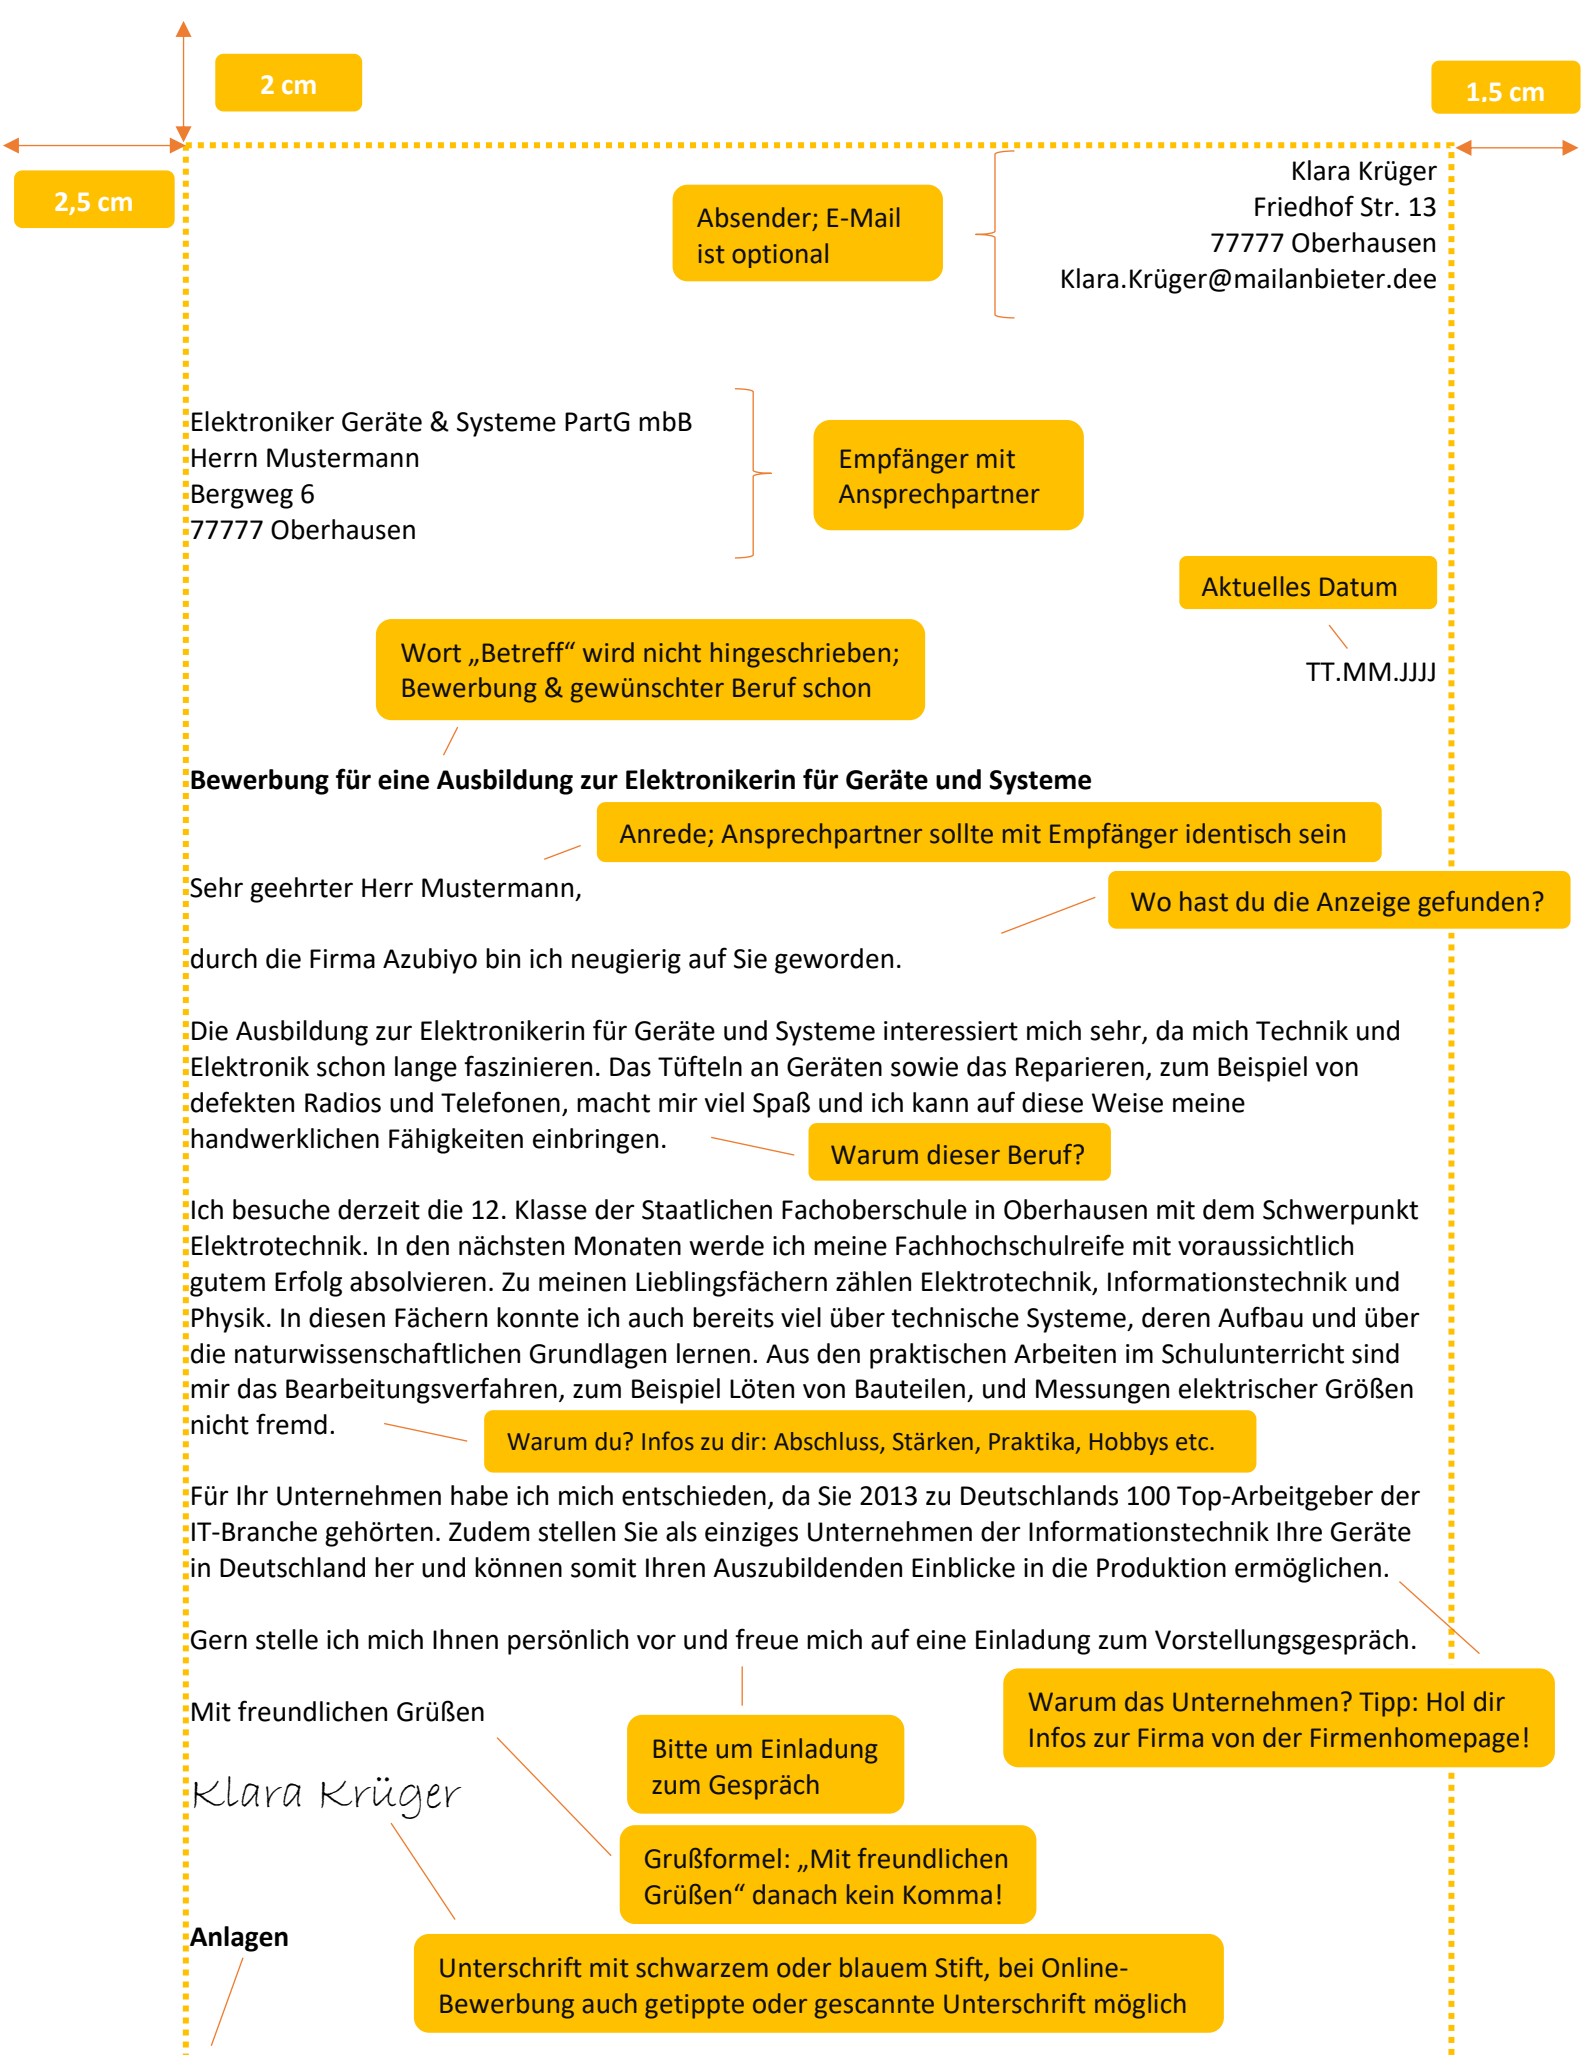 2 cm
1,5 cm
2,5 cm
Klara Krüger
Friedhof Str. 13
77777 Oberhausen
Klara.Krüger@mailanbieter.dee
Absender; E-Mail
ist optional
Elektroniker Geräte & Systeme PartG mbB
Herrn Mustermann
Bergweg 6
77777 Oberhausen
Empfänger mit
Ansprechpartner
Aktuelles Datum
TT.MM.JJJJ
Wort „Betreff“ wird nicht hingeschrieben;
Bewerbung & gewünschter Beruf schon
Bewerbung für eine Ausbildung zur Elektronikerin für Geräte und Systeme
Anrede; Ansprechpartner sollte mit Empfänger identisch sein
Sehr geehrter Herr Mustermann,
Wo hast du die Anzeige gefunden?
durch die Firma Azubiyo bin ich neugierig auf Sie geworden.
Die Ausbildung zur Elektronikerin für Geräte und Systeme interessiert mich sehr, da mich Technik und
Elektronik schon lange faszinieren. Das Tüfteln an Geräten sowie das Reparieren, zum Beispiel von
defekten Radios und Telefonen, macht mir viel Spaß und ich kann auf diese Weise meine
handwerklichen Fähigkeiten einbringen.
Warum dieser Beruf?
Ich besuche derzeit die 12. Klasse der Staatlichen Fachoberschule in Oberhausen mit dem Schwerpunkt
Elektrotechnik. In den nächsten Monaten werde ich meine Fachhochschulreife mit voraussichtlich
gutem Erfolg absolvieren. Zu meinen Lieblingsfächern zählen Elektrotechnik, Informationstechnik und
Physik. In diesen Fächern konnte ich auch bereits viel über technische Systeme, deren Aufbau und über
die naturwissenschaftlichen Grundlagen lernen. Aus den praktischen Arbeiten im Schulunterricht sind
mir das Bearbeitungsverfahren, zum Beispiel Löten von Bauteilen, und Messungen elektrischer Größen
nicht fremd.
Warum du? Infos zu dir: Abschluss, Stärken, Praktika, Hobbys etc.
Für Ihr Unternehmen habe ich mich entschieden, da Sie 2013 zu Deutschlands 100 Top-Arbeitgeber der
IT-Branche gehörten. Zudem stellen Sie als einziges Unternehmen der Informationstechnik Ihre Geräte
in Deutschland her und können somit Ihren Auszubildenden Einblicke in die Produktion ermöglichen.
Gern stelle ich mich Ihnen persönlich vor und freue mich auf eine Einladung zum Vorstellungsgespräch.
Warum das Unternehmen? Tipp: Hol dir
Infos zur Firma von der Firmenhomepage!
Mit freundlichen Grüßen
Bitte um Einladung
zum Gespräch
Klara Krüger
Grußformel: „Mit freundlichen
Grüßen“ danach kein Komma!
Anlagen
Unterschrift mit schwarzem oder blauem Stift, bei Online-
Bewerbung auch getippte oder gescannte Unterschrift möglich